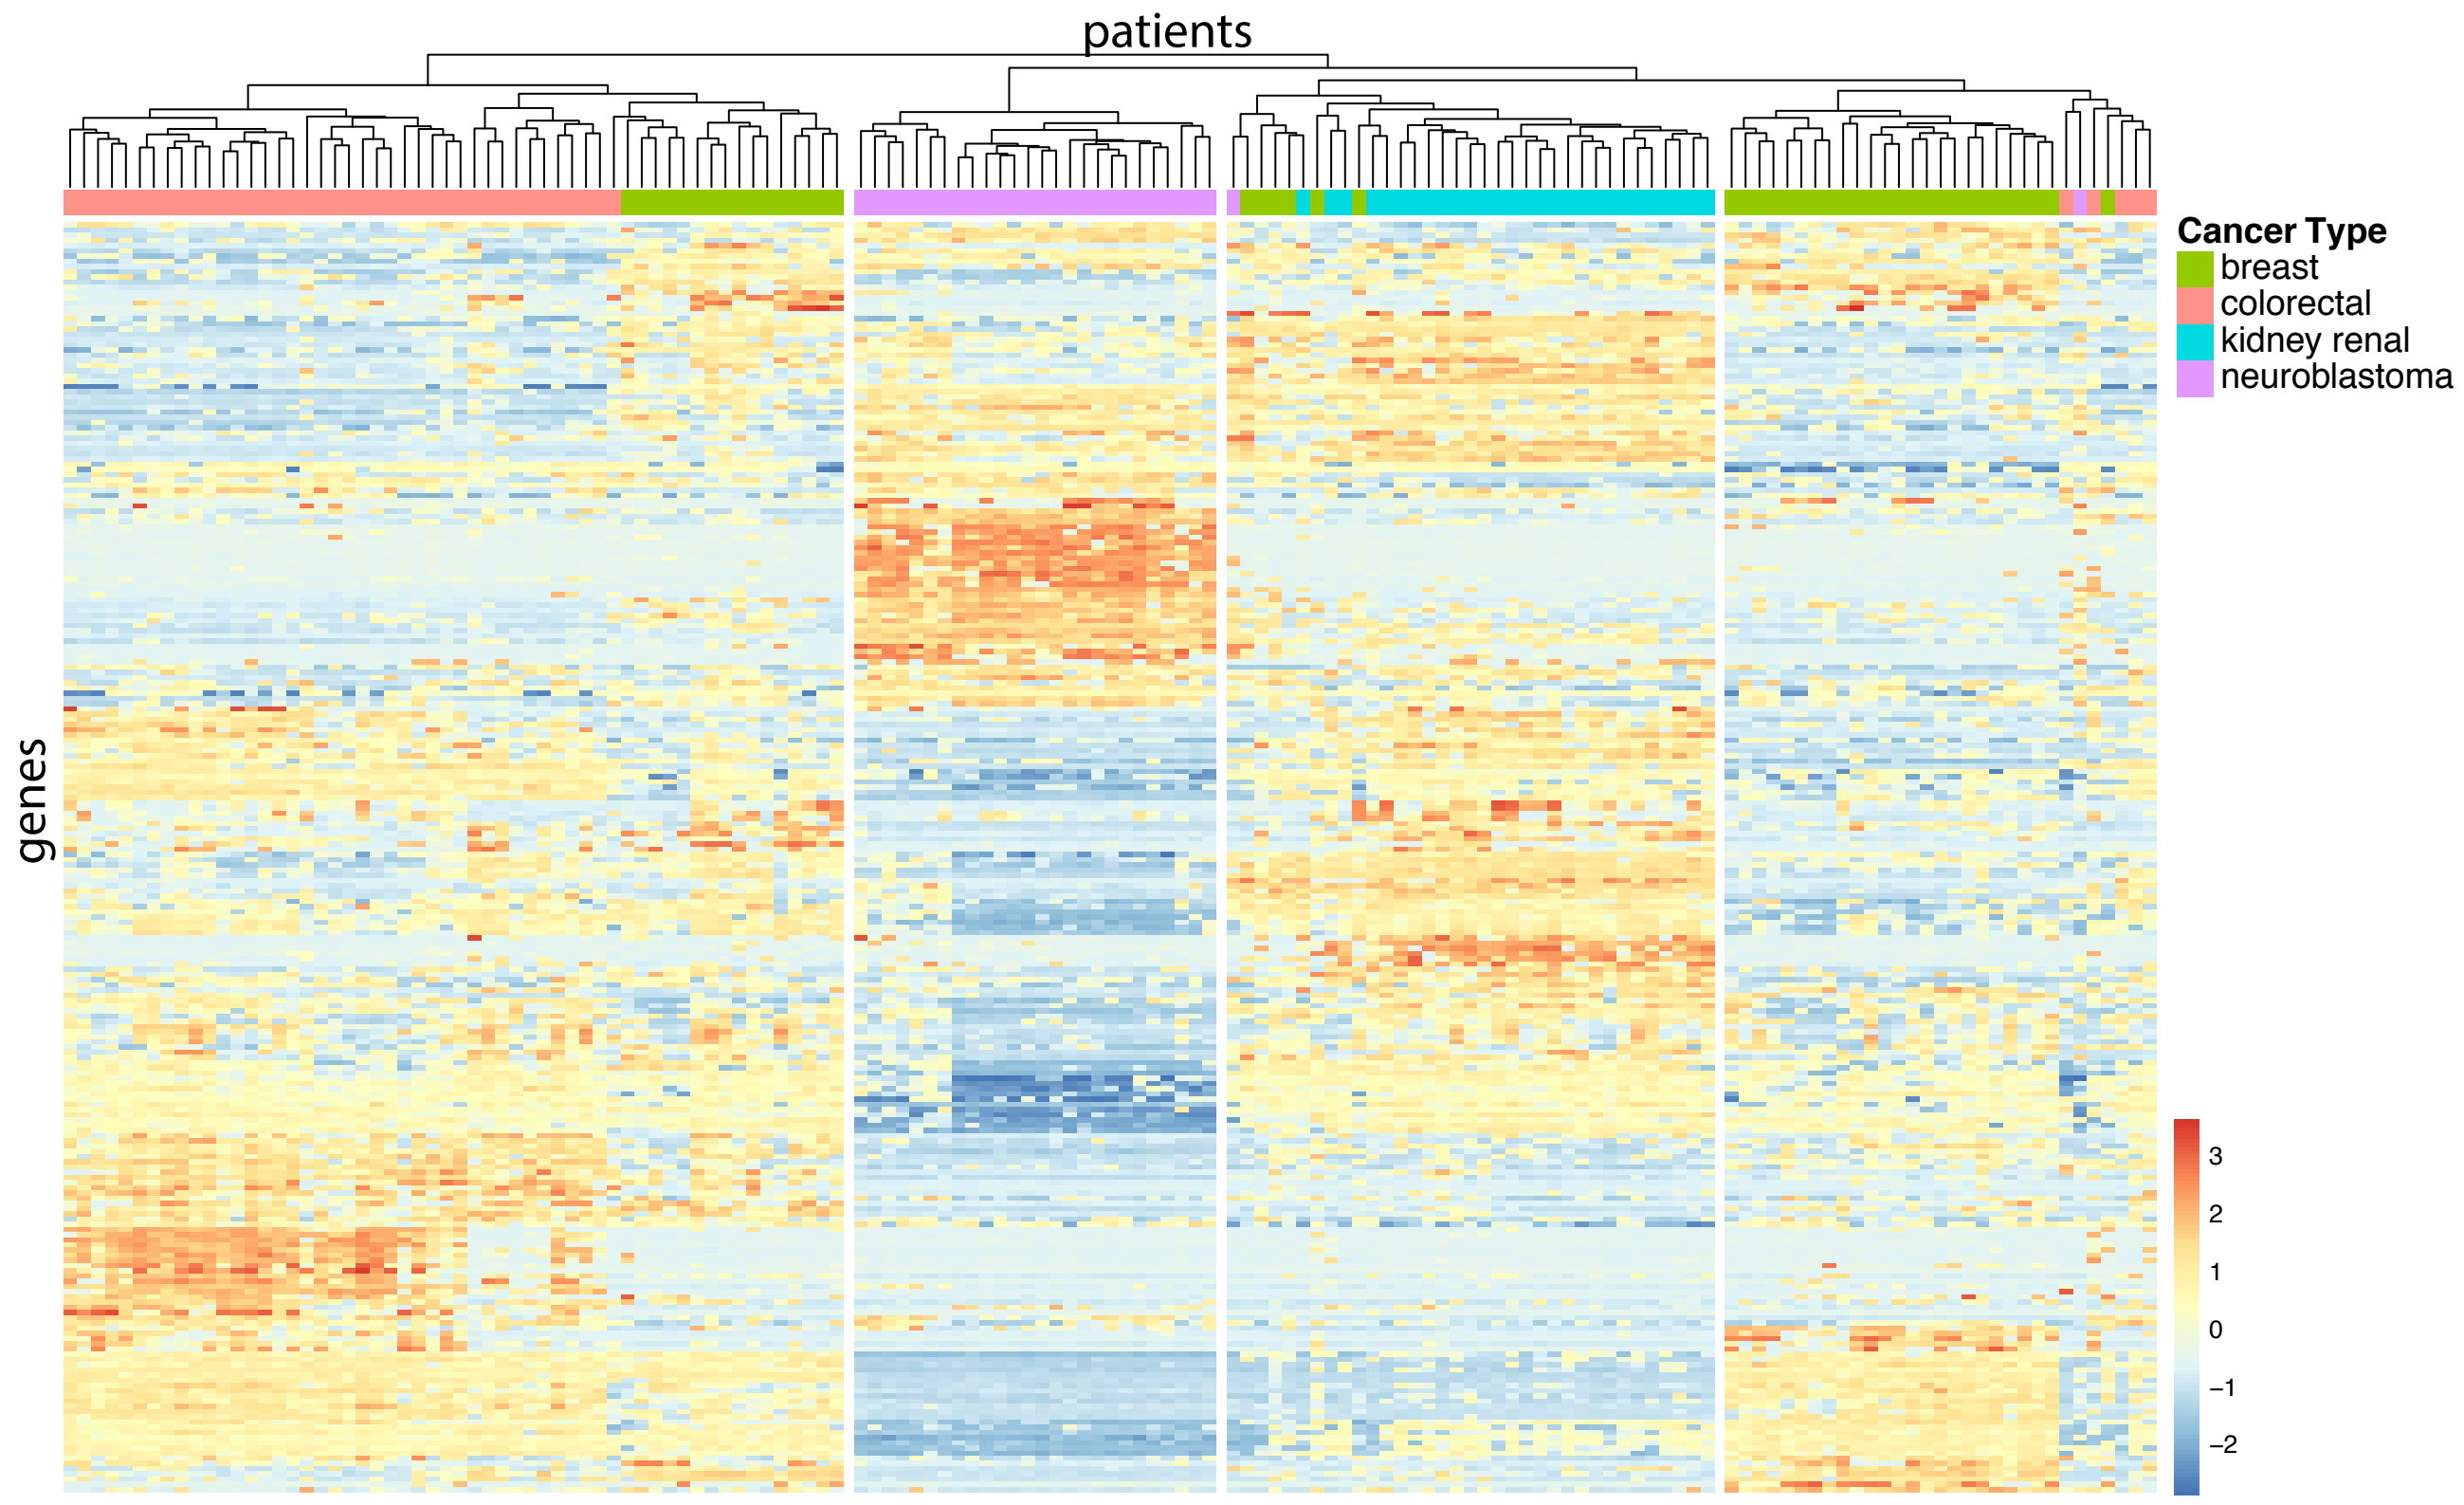 patients
genes
Cancer Type
breast
colorectal
kidney renal
neuroblastoma
3
2
1
0
−1
−2